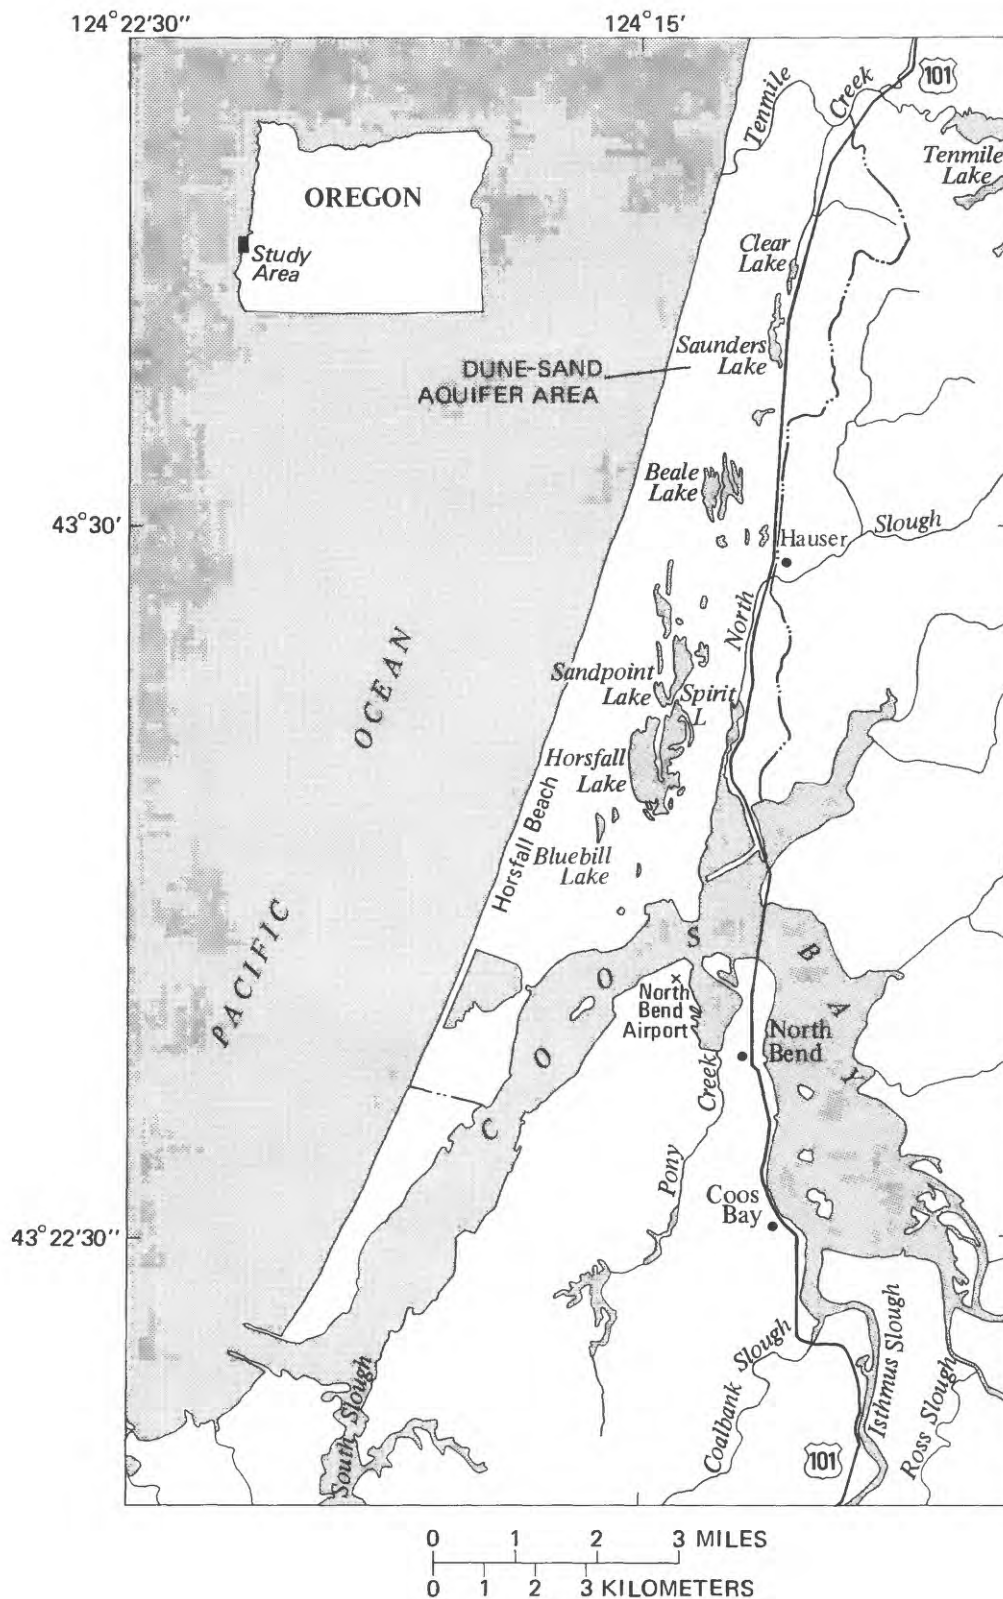 124°22'30"
124°15'
101
Tenmile
Creek
Tenmile
Lake
OREGON
Study
Area
Clear
Lake
Saunders
Lake
DUNE-SAND
AQUIFER AREA
Beale
Lake
43°30'
Slough
Hauser
North
Sandpoint
Lake
Spirit
L
OCEAN
Horsfall
Lake
Horsfall Beach
Bluebill
Lake
PACIFIC
COOS
BAY
North
Bend
Airport
North
Bend
Creek
Pony
Coos
Bay
43°22'30"
South Slough
Coalbank Slough
Isthmus Slough
Ross Slough
101
0 1 2 3 MILES
0 1 2 3 KILOMETERS